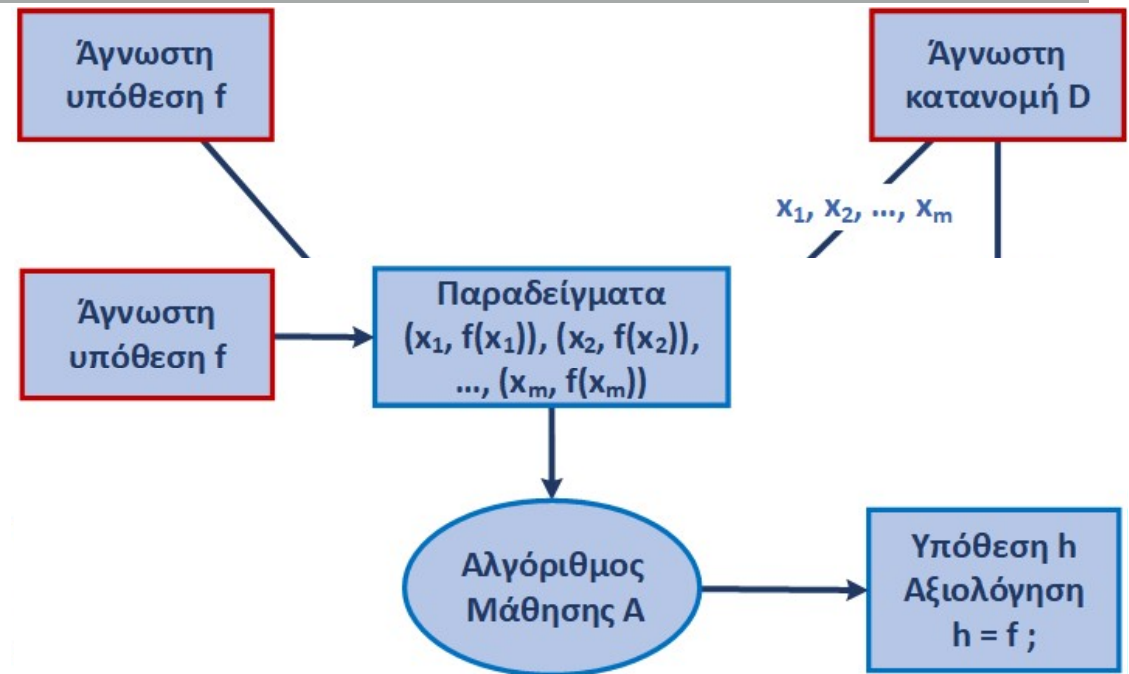 Άγνωστη
υπόθεση f
Άγνωστη
κατανομή D
x₁, x₂, ..., xₘ
Άγνωστη
υπόθεση f
Παραδείγματα
(x₁, f(x₁)), (x₂, f(x₂)),
..., (xₘ, f(xₘ))
Αλγόριθμος
Μάθησης Α
Υπόθεση h
Αξιολόγηση
h = f ;